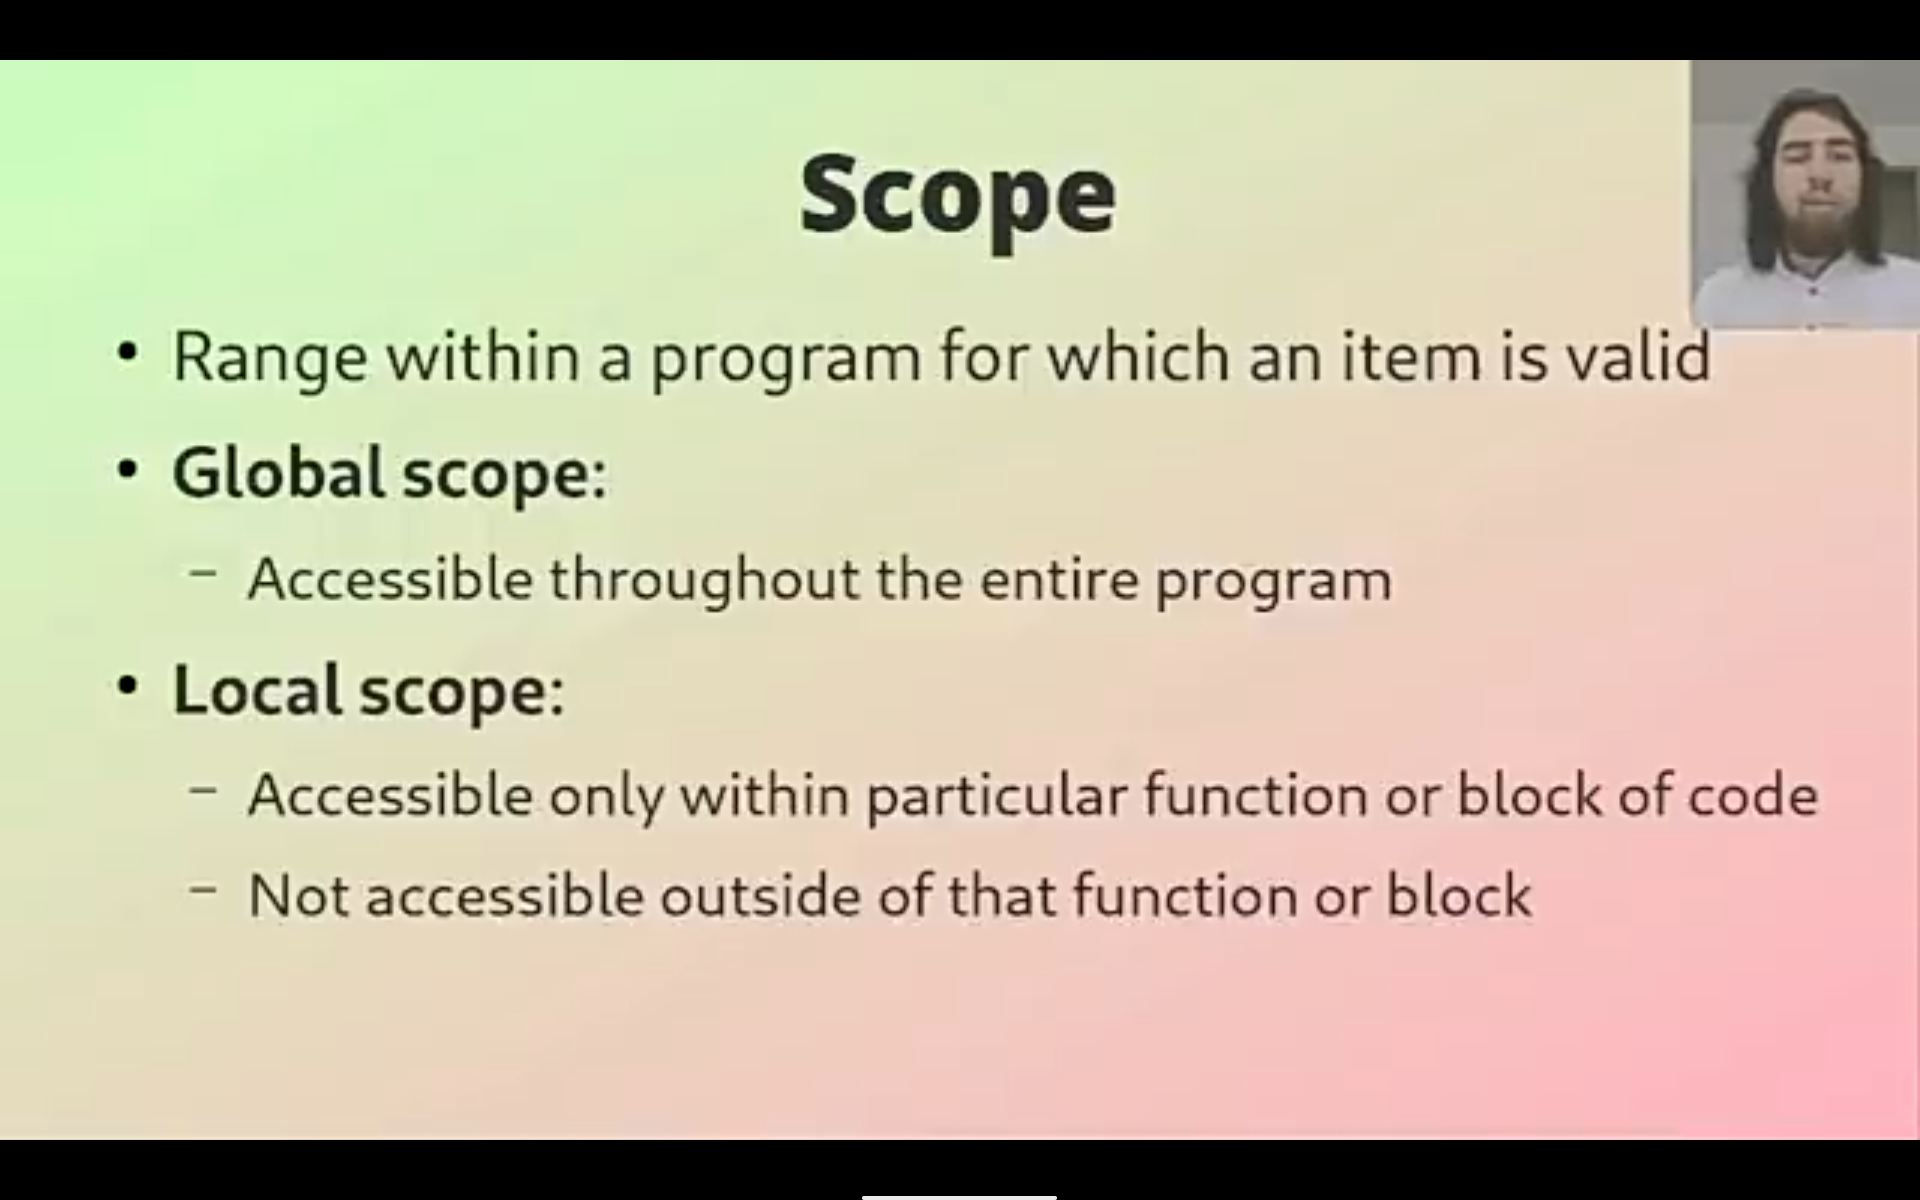 Scope
• Range within a program for which an item is valid
• Global scope:
– Accessible throughout the entire program
• Local scope:
– Accessible only within particular function or block of code
– Not accessible outside of that function or block